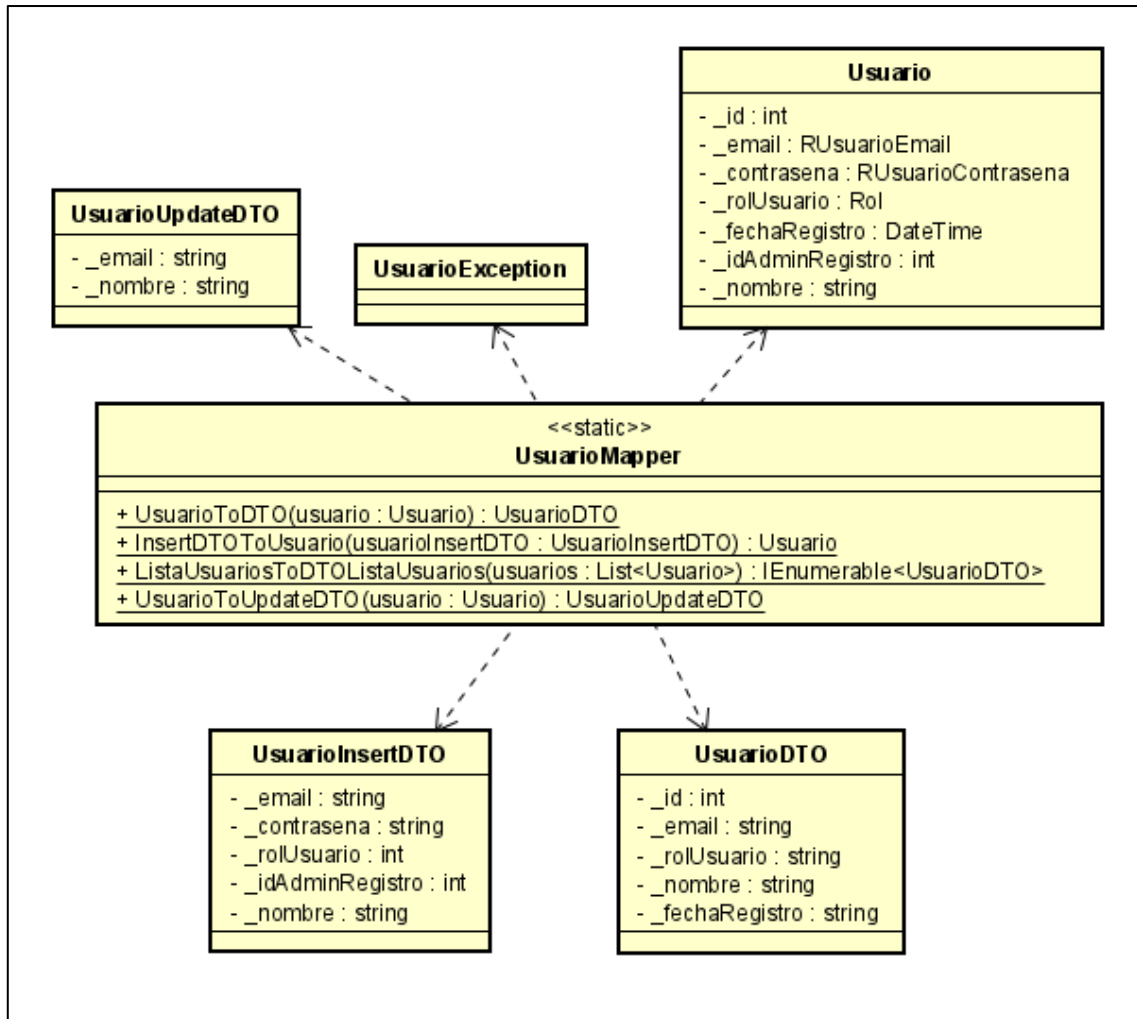 Usuario
- _id : int
- _email : RUsuarioEmail
- _contrasena : RUsuarioContrasena
- _rolUsuario : Rol
- _fechaRegistro : DateTime
- _idAdminRegistro : int
- _nombre : string
UsuarioUpdateDTO
- _email : string
- _nombre : string
UsuarioException
<<static>>
UsuarioMapper
+ UsuarioToDTO(usuario : Usuario) : UsuarioDTO
+ InsertDTOToUsuario(usuarioInsertDTO : UsuarioInsertDTO) : Usuario
+ ListaUsuariosToDTOListaUsuarios(usuarios : List<Usuario>) : IEnumerable<UsuarioDTO>
+ UsuarioToUpdateDTO(usuario : Usuario) : UsuarioUpdateDTO
UsuarioInsertDTO
- _email : string
- _contrasena : string
- _rolUsuario : int
- _idAdminRegistro : int
- _nombre : string
UsuarioDTO
- _id : int
- _email : string
- _rolUsuario : string
- _nombre : string
- _fechaRegistro : string